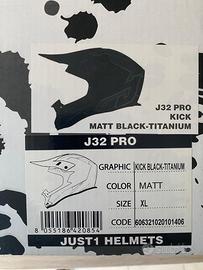 J32 PRO
KICK
MATT BLACK-TITANIUM
J32 PRO
GRAPHIC KICK BLACK-TITANIUM
COLOR MATT
SIZE XL
CODE 606321020101406
8 055186 420854
JUST1 HELMETS